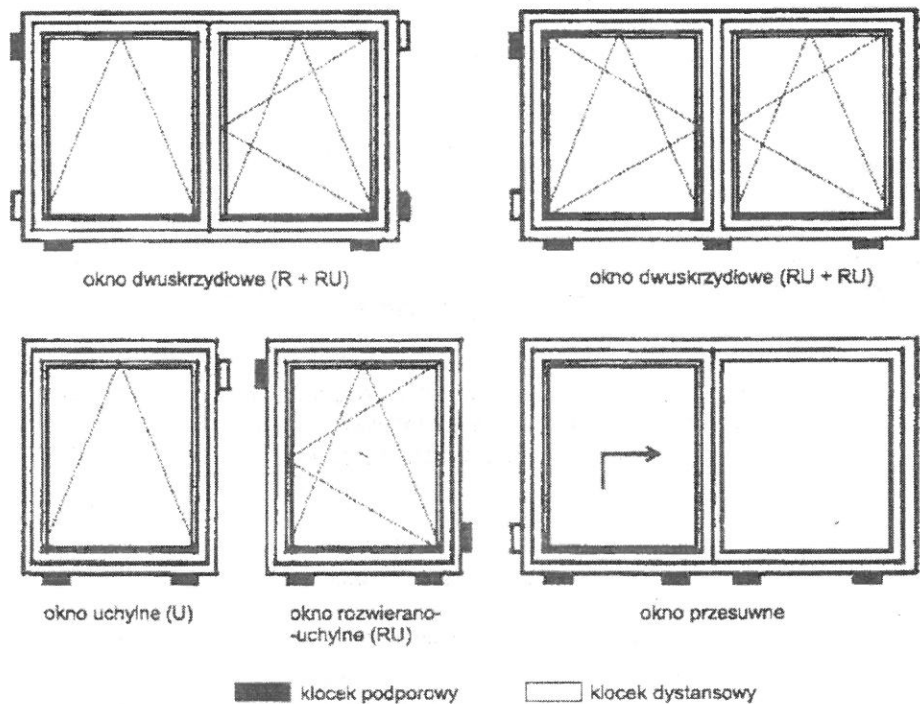 okno dwuskrzydłowe (R + RU)
okno dwuskrzydłowe (RU + RU)
okno uchylne (U)
okno rozwierano-
-uchylne (RU)
okno przesuwne
klocek podporowy
klocek dystansowy